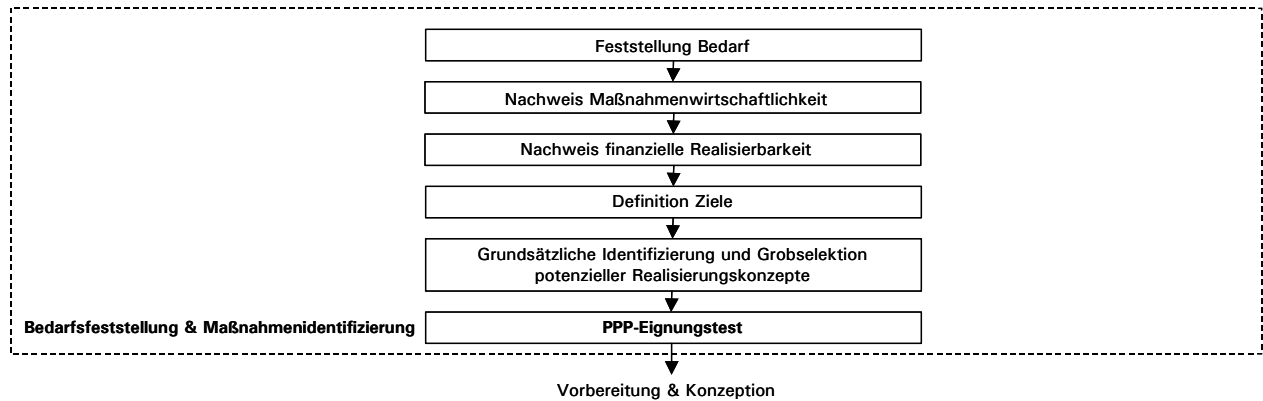 Feststellung Bedarf
Nachweis Maßnahmenwirtschaftlichkeit
Nachweis finanzielle Realisierbarkeit
Definition Ziele
Grundsätzliche Identifizierung und Grobselektion
potenzieller Realisierungskonzepte
Bedarfsfeststellung & Maßnahmenidentifizierung
PPP-Eignungstest
Vorbereitung & Konzeption